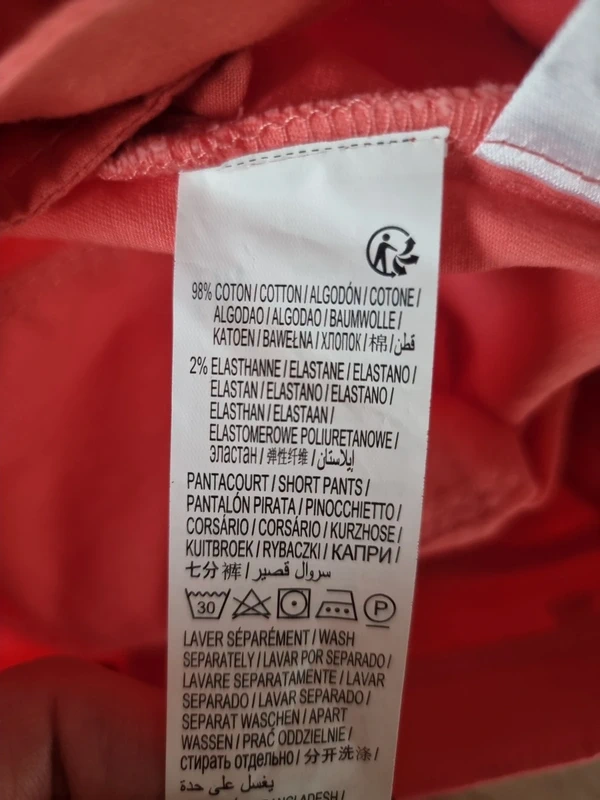 98% COTON / COTTON / ALGODÓN / COTONE /
ALGODAO / ALGODAO / BAUMWOLLE /
KATOEN / BAWEŁNA / ХЛОПОК / 棉 / قطن
2% ELASTHANNE / ELASTANE / ELASTANO /
ELASTAN / ELASTANO / ELASTANO /
ELASTHAN / ELASTAAN /
ELASTOMEROWE POLIURETANOWE /
эластан / 弹性纤维 / إيلاستان
PANTACOURT / SHORT PANTS /
PANTALÓN PIRATA / PINOCCHIETTO /
CORSÁRIO / CORSÁRIO / KURZHOSE /
KUITBROEK / RYBACZKI / КАПРИ /
七分裤 / سروال قصير
30 P
LAVER SÉPARÉMENT / WASH
SEPARATELY / LAVAR POR SEPARADO /
LAVARE SEPARATAMENTE / LAVAR
SEPARADO / LAVAR SEPARADO /
SEPARAT WASCHEN / APART
WASSEN / PRAĆ ODDZIELNIE /
стирать отдельно / 分开洗涤 /
يغسل على حدة
BANGLADESH /